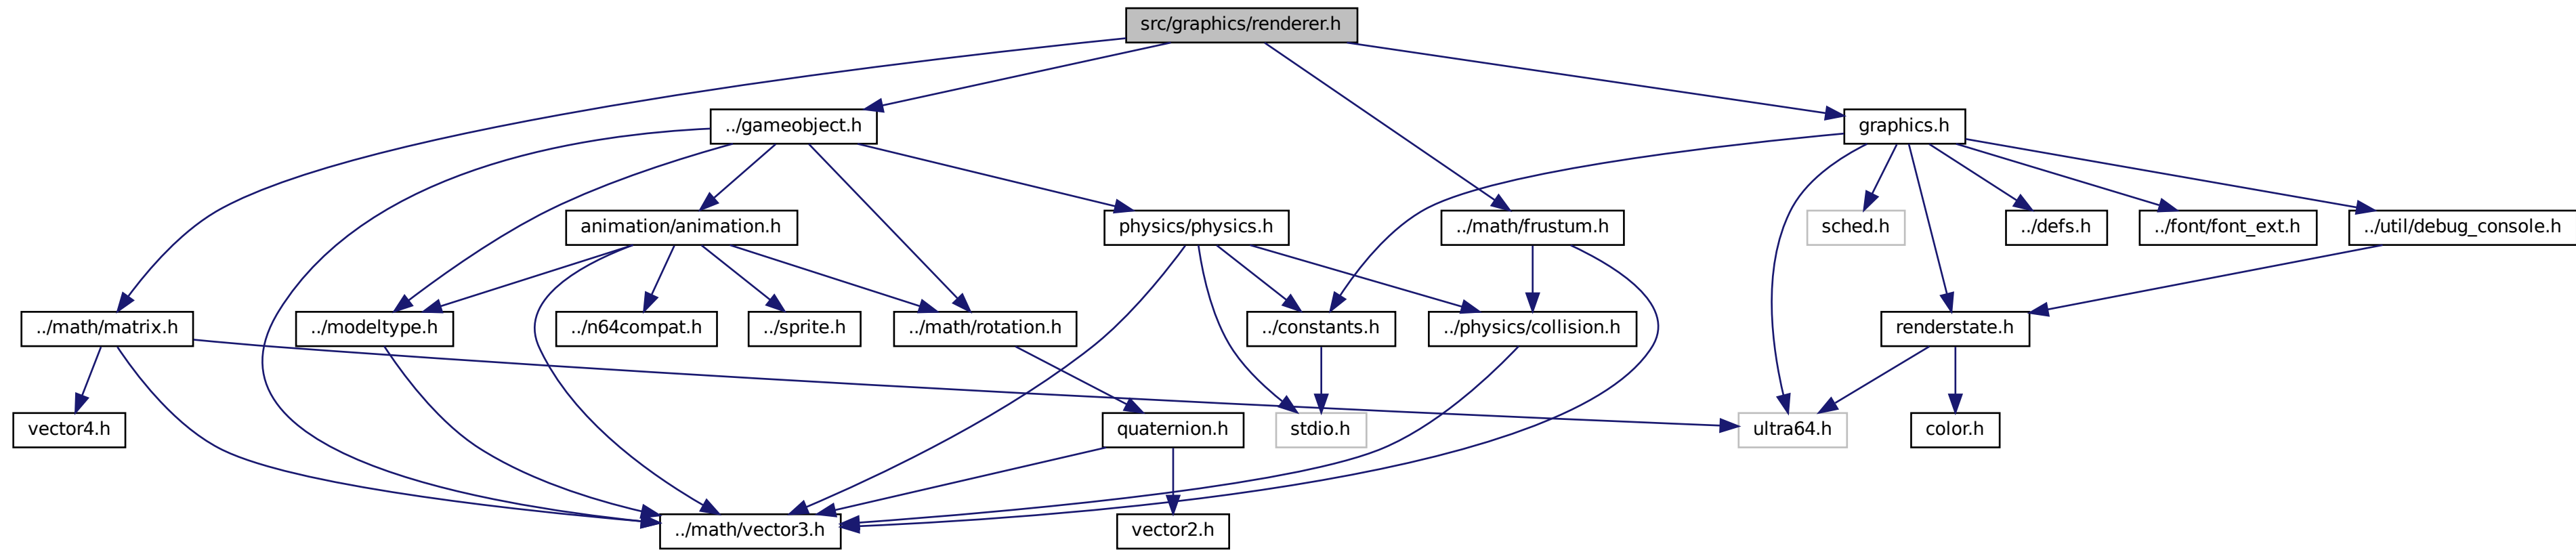 src/graphics/renderer.h
../gameobject.h
graphics.h
animation/animation.h
physics/physics.h
../math/frustum.h
sched.h
../defs.h
../font/font_ext.h
../util/debug_console.h
../math/matrix.h
../modeltype.h
../n64compat.h
../sprite.h
../math/rotation.h
../constants.h
../physics/collision.h
renderstate.h
vector4.h
quaternion.h
stdio.h
ultra64.h
color.h
../math/vector3.h
vector2.h